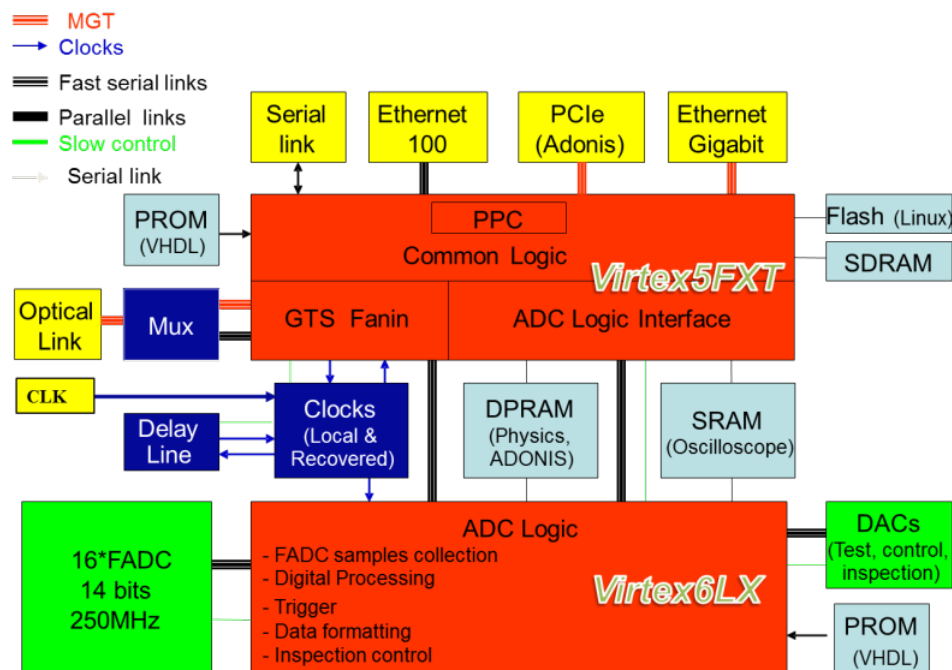 MGT
Clocks
Fast serial links
Parallel links
Slow control
Serial link
Serial
link
Ethernet
100
PCIe
(Adonis)
Ethernet
Gigabit
PROM
(VHDL)
PPC
Common Logic
Virtex5FXT
Flash (Linux)
SDRAM
Optical
Link
Mux
GTS Fanin
ADC Logic Interface
CLK
Clocks
(Local &
Recovered)
Delay
Line
DPRAM
(Physics,
ADONIS)
SRAM
(Oscilloscope)
16*FADC
14 bits
250MHz
ADC Logic
- FADC samples collection
- Digital Processing
- Trigger
- Data formatting
- Inspection control
Virtex6LX
DACs
(Test, control,
inspection)
PROM
(VHDL)